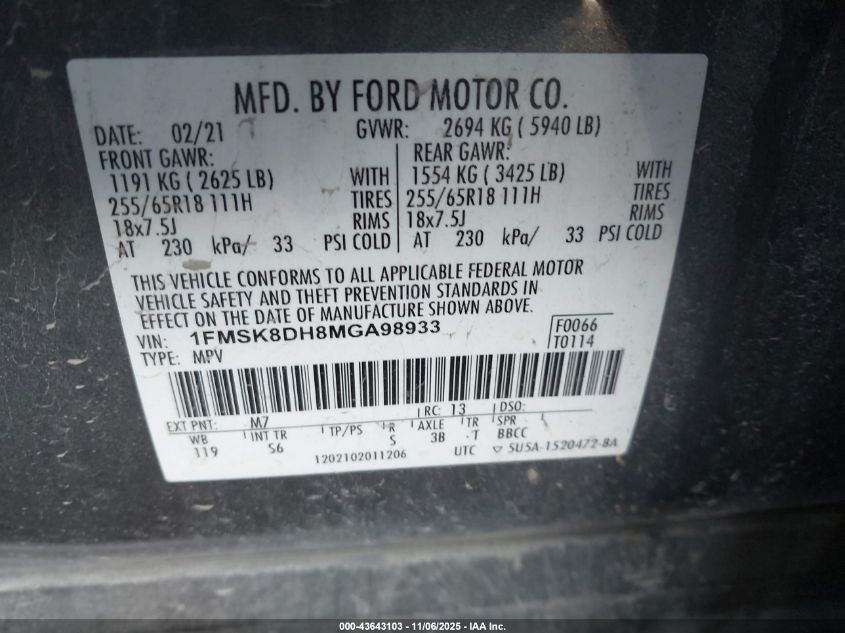 MFD. BY FORD MOTOR CO.
DATE: 02/21 GVWR: 2694 KG ( 5940 LB)
FRONT GAWR: REAR GAWR:
1191 KG ( 2625 LB) WITH 1554 KG ( 3425 LB) WITH
255/65R18 111H TIRES 255/65R18 111H TIRES
18x7.5J RIMS 18x7.5J RIMS
AT 230 kPa/ 33 PSI COLD AT 230 kPa/ 33 PSI COLD
THIS VEHICLE CONFORMS TO ALL APPLICABLE FEDERAL MOTOR
VEHICLE SAFETY AND THEFT PREVENTION STANDARDS IN
EFFECT ON THE DATE OF MANUFACTURE SHOWN ABOVE.
VIN: 1FMSK8DH8MGA98933 F0066
TYPE: MPV T0114
EXT PNT: M7 RC: 13 DSO:
WB INT TR TP/PS R AXLE TR SPR
119 S6 S 3B T BBCC
1202102011206 UTC ▽ 5U5A-1520472-BA
000-43643103 - 11/06/2025 - IAA Inc.